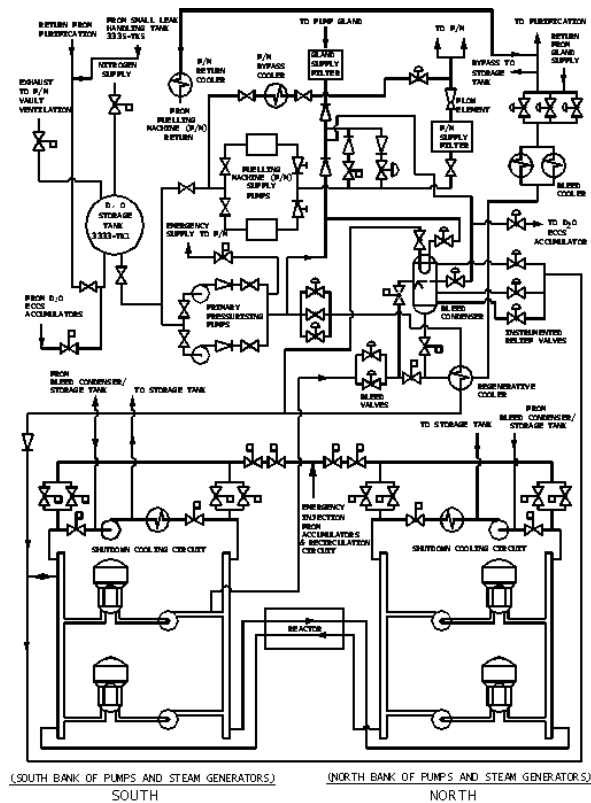 RETURN FROM
PURIFICATION
FROM SMALL LEAK
HANDLING TANK
3335-TK5
NITROGEN
SUPPLY
EXHAUST
TO F/M
VAULT
VENTILATION
F/M
RETURN
COOLER
FROM
FUELLING
MACHINE (F/M)
RETURN
F/M
BYPASS
COOLER
TO PUMP GLAND
GLAND
SUPPLY
FILTER
TO F/M
BYPASS TO
STORAGE
TANK
TO PURIFICATION
RETURN
FROM
GLAND
SUPPLY
FLOW
ELEMENT
F/M
SUPPLY
FILTER
BLEED
COOLER
FUELLING
MACHINE (F/M)
SUPPLY
PUMPS
D2O
STORAGE
TANK
3333-TK1
EMERGENCY
SUPPLY TO F/M
TO D2O
ECCS
ACCUMULATOR
FROM D2O
ECCS
ACCUMULATORS
PRIMARY
PRESSURISING
PUMPS
BLEED
CONDENSER
INSTRUMENTED
RELIEF VALVES
BLEED
VALVES
REGENERATIVE
COOLER
FROM
BLEED CONDENSER/
STORAGE TANK
TO STORAGE TANK
TO STORAGE TANK
FROM
BLEED CONDENSER/
STORAGE TANK
EMERGENCY
INJECTION
FROM
ACCUMULATORS
& RECIRCULATION
CIRCUIT
SHUTDOWN COOLING CIRCUIT
SHUTDOWN COOLING CIRCUIT
REACTOR
(SOUTH BANK OF PUMPS AND STEAM GENERATORS)
SOUTH
(NORTH BANK OF PUMPS AND STEAM GENERATORS)
NORTH